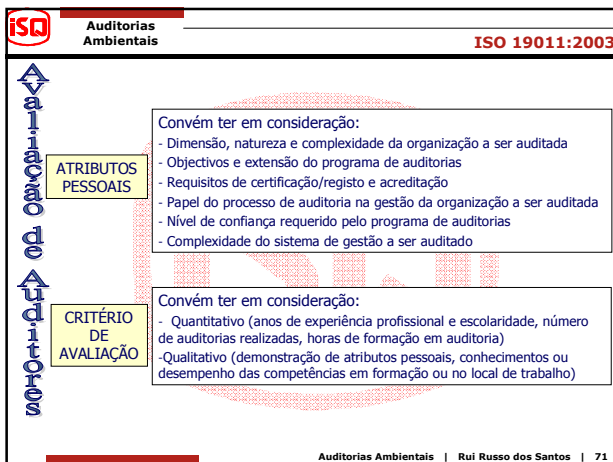 iSQ
Auditorias
Ambientais
ISO 19011:2003
Avaliação de Auditores
ATRIBUTOS
PESSOAIS
Convém ter em consideração:
- Dimensão, natureza e complexidade da organização a ser auditada
- Objectivos e extensão do programa de auditorias
- Requisitos de certificação/registo e acreditação
- Papel do processo de auditoria na gestão da organização a ser auditada
- Nível de confiança requerido pelo programa de auditorias
- Complexidade do sistema de gestão a ser auditado
CRITÉRIO
DE
AVALIAÇÃO
Convém ter em consideração:
- Quantitativo (anos de experiência profissional e escolaridade, número
de auditorias realizadas, horas de formação em auditoria)
-Qualitativo (demonstração de atributos pessoais, conhecimentos ou
desempenho das competências em formação ou no local de trabalho)
Auditorias Ambientais | Rui Russo dos Santos | 71